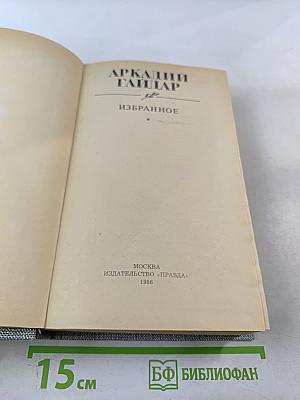 АРКАДИЙ
ГАЙДАР
ИЗБРАННОЕ
МОСКВА
ИЗДАТЕЛЬСТВО «ПРАВДА»
1986
15 см
БФ БИБЛИОФАН